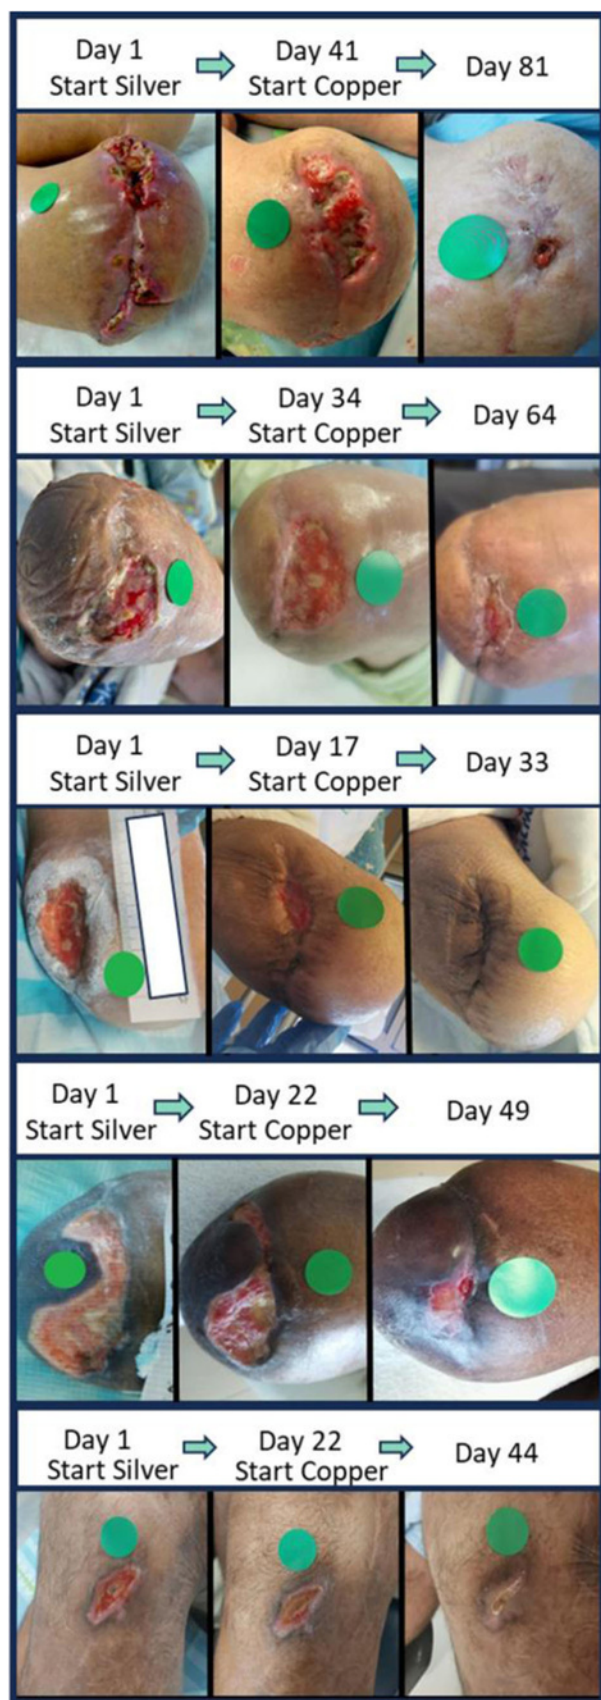 Day 1
Start Silver
Day 41
Start Copper
Day 81
Day 1
Start Silver
Day 34
Start Copper
Day 64
Day 1
Start Silver
Day 17
Start Copper
Day 33
Day 1
Start Silver
Day 22
Start Copper
Day 49
Day 1
Start Silver
Day 22
Start Copper
Day 44